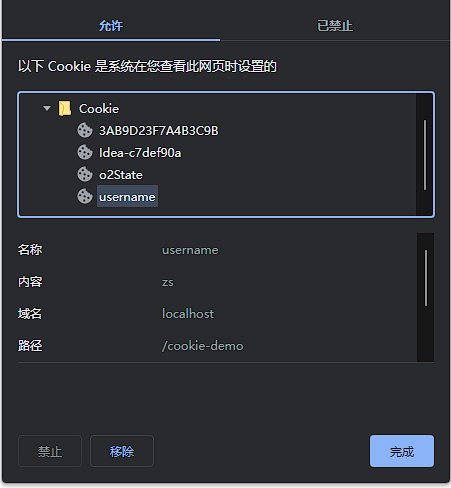 允许 已禁止
以下 Cookie 是系统在您查看此网页时设置的
Cookie
3AB9D23F7A4B3C9B
Idea-c7def90a
o2State
username
名称 username
内容 zs
域名 localhost
路径 /cookie-demo
禁止 移除 完成